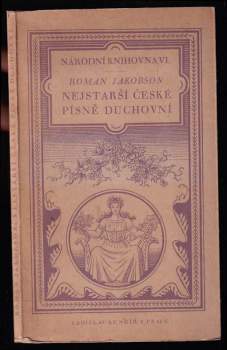 NÁRODNÍ KNIHOVNA VI.
ROMAN JAKOBSON
NEJSTARŠÍ ČESKÉ
PÍSNĚ DUCHOVNÍ
LADISLAV KUNCÍŘ V PRAZE